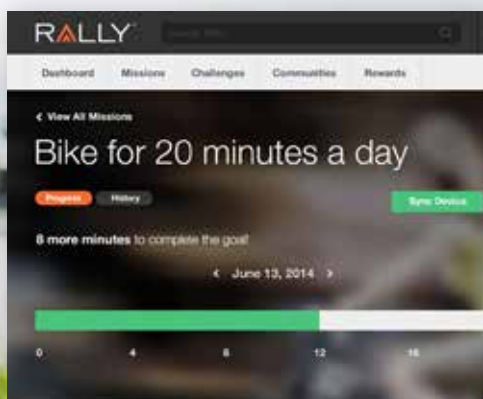 RALLY
Dashboard Missions Challenges Communities Rewards
< View All Missions
Bike for 20 minutes a day
Progress History
Sync Device
8 more minutes to complete the goal!
< June 13, 2014 >
0 4 8 12 16